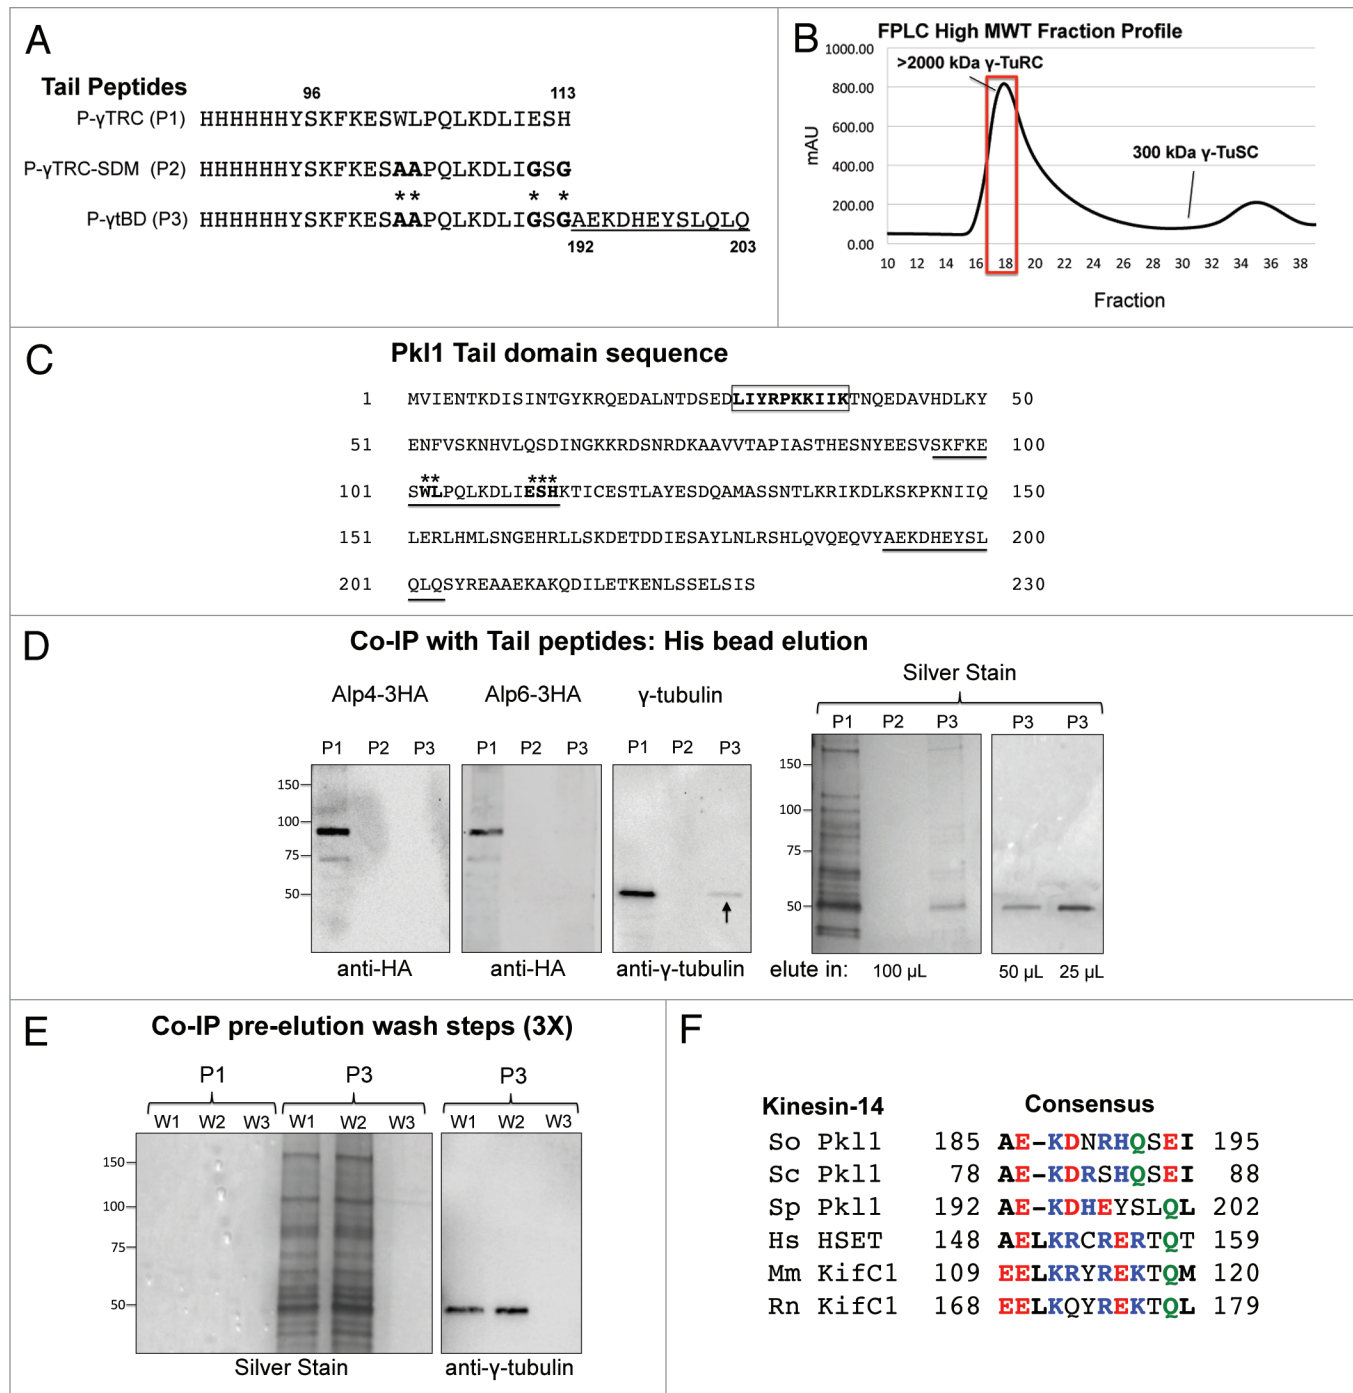 A
Tail Peptides
96 113
P-γTRC (P1) HHHHHHYSKFKESWLPQLKDLIESH
P-γTRC-SDM (P2) HHHHHHYSKFKESAAPQLKDLIGSG
** * *
P-γtBD (P3) HHHHHHYSKFKESAAPQLKDLIGSGAEKDHEYSLQLQ
192 203
B
FPLC High MWT Fraction Profile
>2000 kDa γ-TuRC
300 kDa γ-TuSC
mAU
1000.00
800.00
600.00
400.00
200.00
0.00
10 12 14 16 18 20 22 24 26 28 30 32 34 36 38
Fraction
C
Pkl1 Tail domain sequence
1 MVIENTKDISINTGYKRQEDALNTDSEDLIYRPKKIIKTNQEDAVHDLKY 50
51 ENFVSKNHVLQSDINGKKRDSNRDKAAVVTAPIASTHESNYEESVSKFKE 100
** ***
101 SWLPQLKDLIESHKTICESTLAYESDQAMASSNTLKRIKDLKSKPKNIIQ 150
151 LERLHMLSNGEHRLLSKDETDDIESAYLNLRSHLQVQEQVYAEKDHEYSL 200
201 QLQSYREAAEKAKQDILETKENLSSELSIS 230
D
Co-IP with Tail peptides: His bead elution
Alp4-3HA Alp6-3HA γ-tubulin Silver Stain
P1 P2 P3 P1 P2 P3 P1 P2 P3 P1 P2 P3 P3 P3
150 150
100 100
75 75
50 50
anti-HA anti-HA anti-γ-tubulin elute in: 100 µL 50 µL 25 µL
E
Co-IP pre-elution wash steps (3X)
P1 P3 P3
W1 W2 W3 W1 W2 W3 W1 W2 W3
150
100
75
50
Silver Stain anti-γ-tubulin
F
Kinesin-14 Consensus
So Pkl1 185 AE-KDNRHQSEI 195
Sc Pkl1 78 AE-KDRSHQSEI 88
Sp Pkl1 192 AE-KDHEYSLQL 202
Hs HSET 148 AELKRCRERTQT 159
Mm KifC1 109 EELKRYREKTQM 120
Rn KifC1 168 EELKQYREKTQL 179